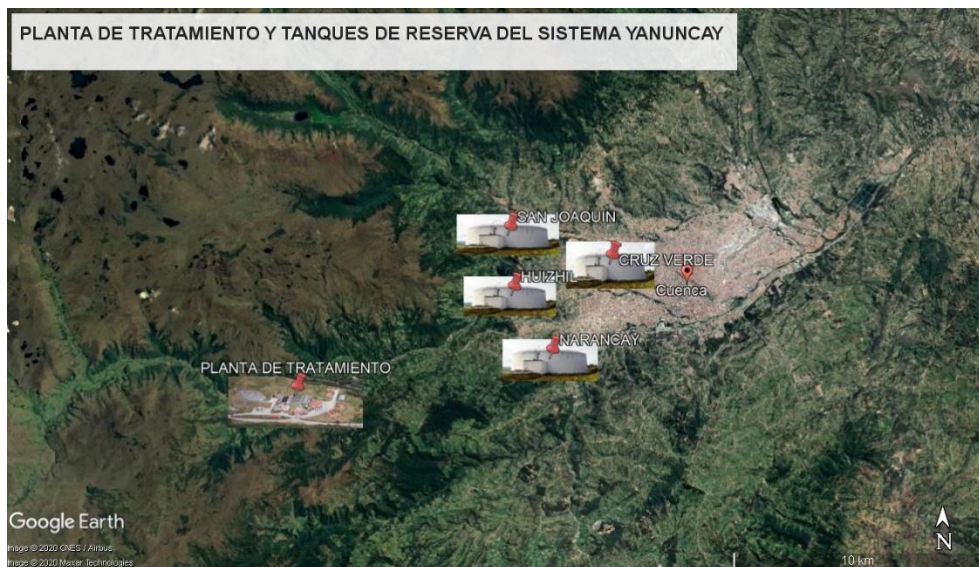 PLANTA DE TRATAMIENTO Y TANQUES DE RESERVA DEL SISTEMA YANUNCAY
SAN JOAQUIN
CRUZ VERDE
HUIZHIL
Cuenca
NARANCAY
PLANTA DE TRATAMIENTO
Google Earth
Image © 2020 CNES / Airbus
Image © 2020 Maxar Technologies
10 km
N